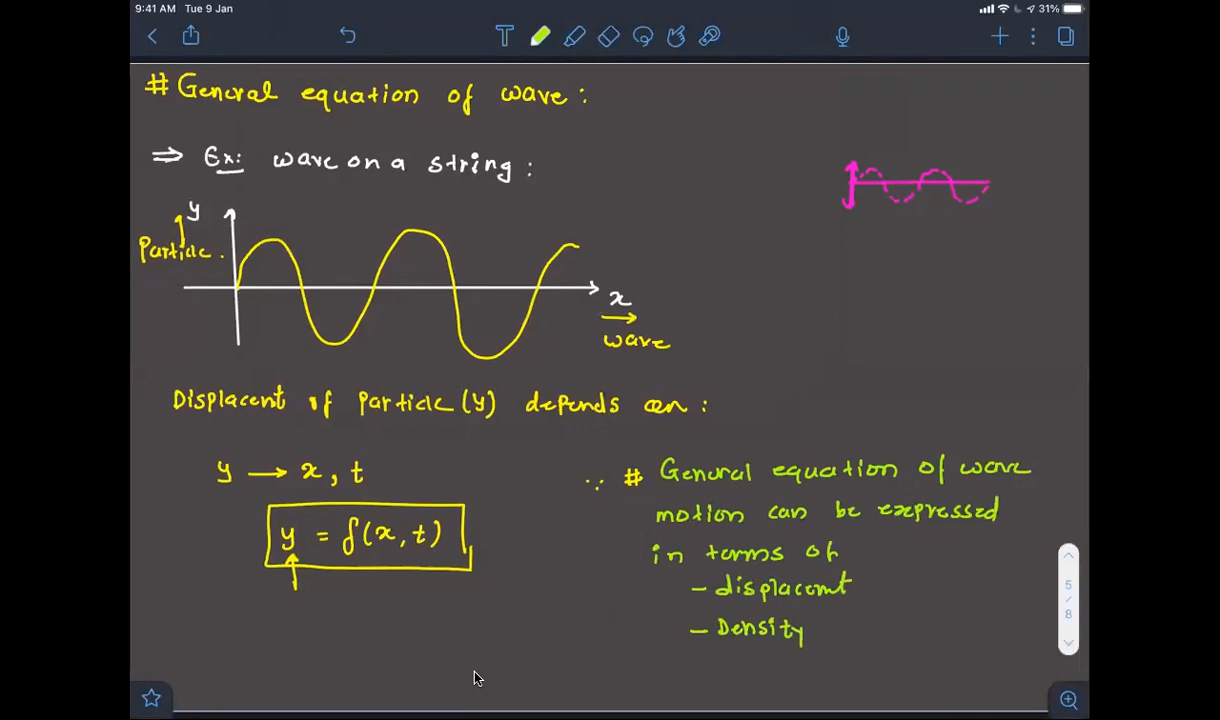 9:41 AM Tue 9 Jan
31%
# General equation of wave :
⇒ Ex: wave on a string :
y
Particle .
x
wave
Displacent of Particle (y) depends on :
y → x, t
y = f(x, t)
∵ # General equation of wave
motion can be expressed
in terms of
- displacemt
- Density
5
/
8